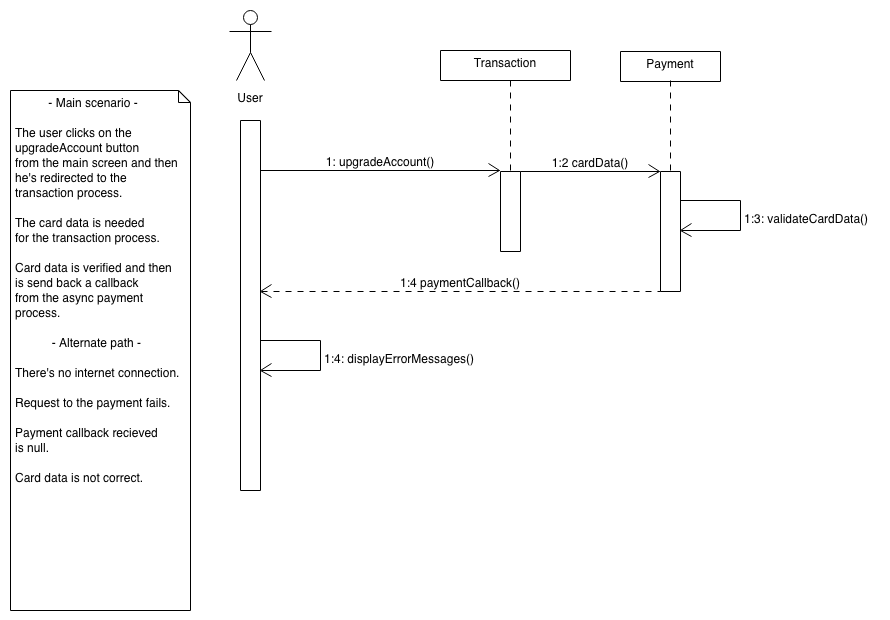 User
Transaction
Payment
- Main scenario -
The user clicks on the
upgradeAccount button
from the main screen and then
he's redirected to the
transaction process.
The card data is needed
for the transaction process.
Card data is verified and then
is send back a callback
from the async payment
process.
- Alternate path -
There's no internet connection.
Request to the payment fails.
Payment callback recieved
is null.
Card data is not correct.
1: upgradeAccount()
1:2 cardData()
1:3: validateCardData()
1:4 paymentCallback()
1:4: displayErrorMessages()